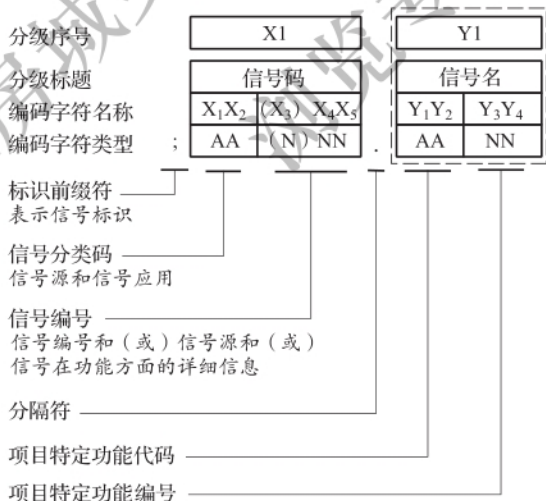 分级序号 X1 Y1
分级标题 信号码 信号名
编码字符名称 X₁X₂ (X₃) X₄X₅ Y₁Y₂ Y₃Y₄
编码字符类型 ; AA (N) NN . AA NN
标识前缀符
表示信号标识
信号分类码
信号源和信号应用
信号编号
信号编号和（或）信号源和（或）
信号在功能方面的详细信息
分隔符
项目特定功能代码
项目特定功能编号